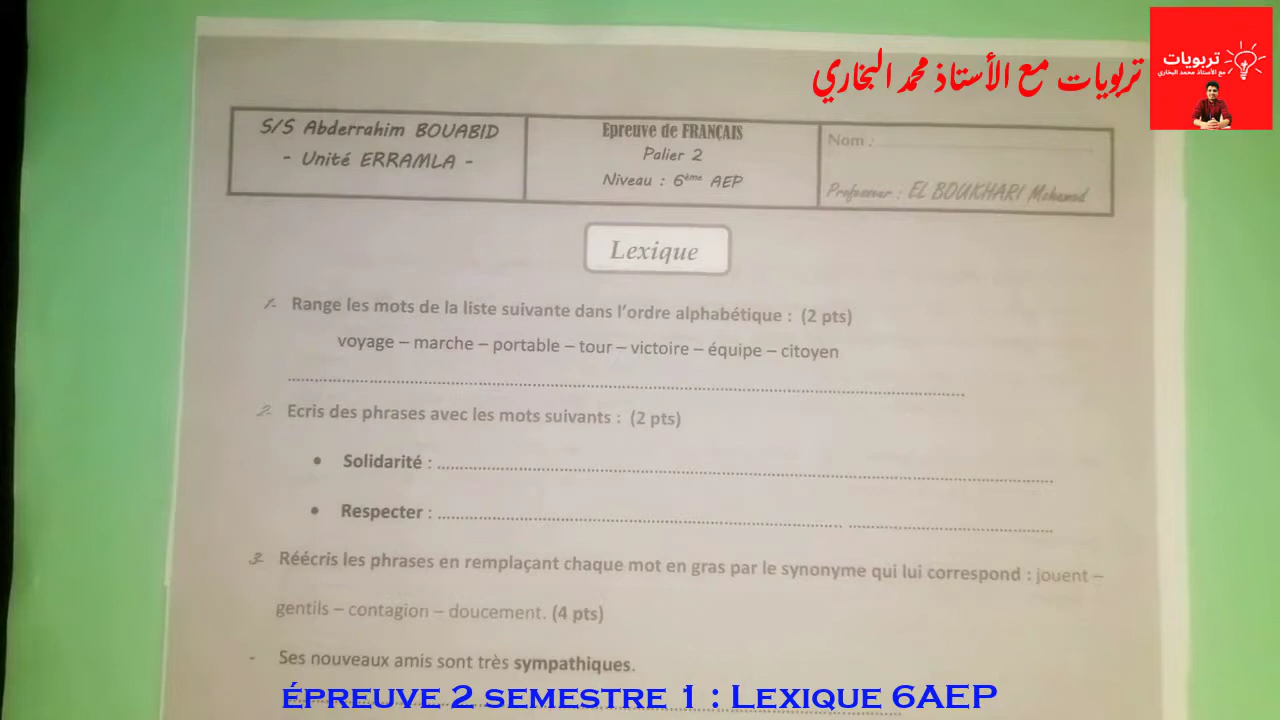 تربويات مع الأستاذ محمد البخاري
تربويات
مع الأستاذ محمد البخاري
S/S Abderrahim BOUABID
- Unité ERRAMLA -
Epreuve de FRANÇAIS
Palier 2
Niveau : 6ème AEP
Nom :
Professeur : EL BOUKHARI Mohamed
Lexique
1- Range les mots de la liste suivante dans l'ordre alphabétique : (2 pts)
voyage – marche – portable – tour – victoire – équipe – citoyen
2- Ecris des phrases avec les mots suivants : (2 pts)
• Solidarité :
• Respecter :
3- Réécris les phrases en remplaçant chaque mot en gras par le synonyme qui lui correspond : jouent –
gentils – contagion – doucement. (4 pts)
- Ses nouveaux amis sont très sympathiques.
épreuve 2 semestre 1 : Lexique 6AEP